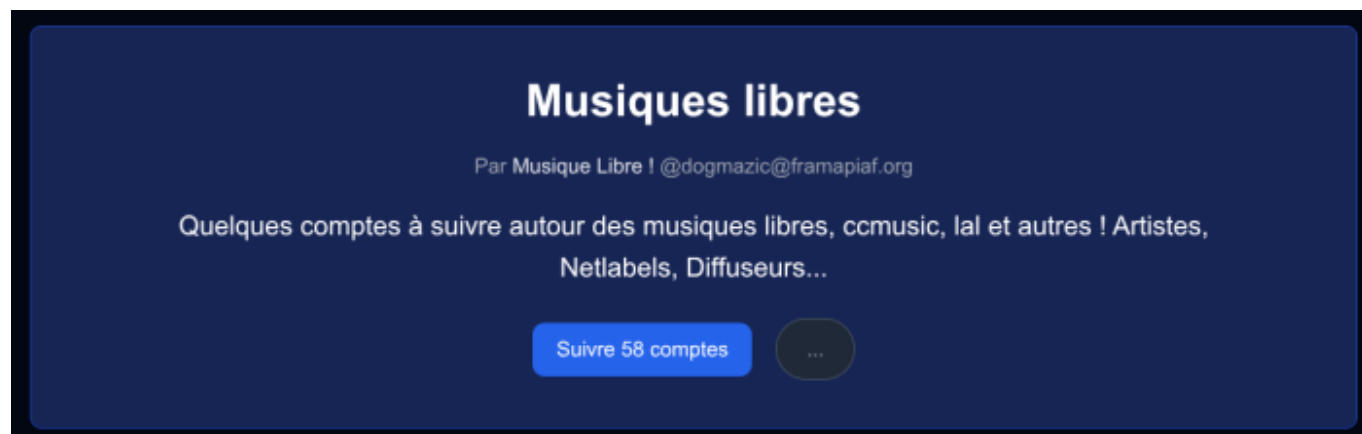 Musiques libres
Par Musique Libre ! @dogmazic@framapiaf.org
Quelques comptes à suivre autour des musiques libres, ccmusic, lal et autres ! Artistes,
Netlabels, Diffuseurs...
Suivre 58 comptes
...